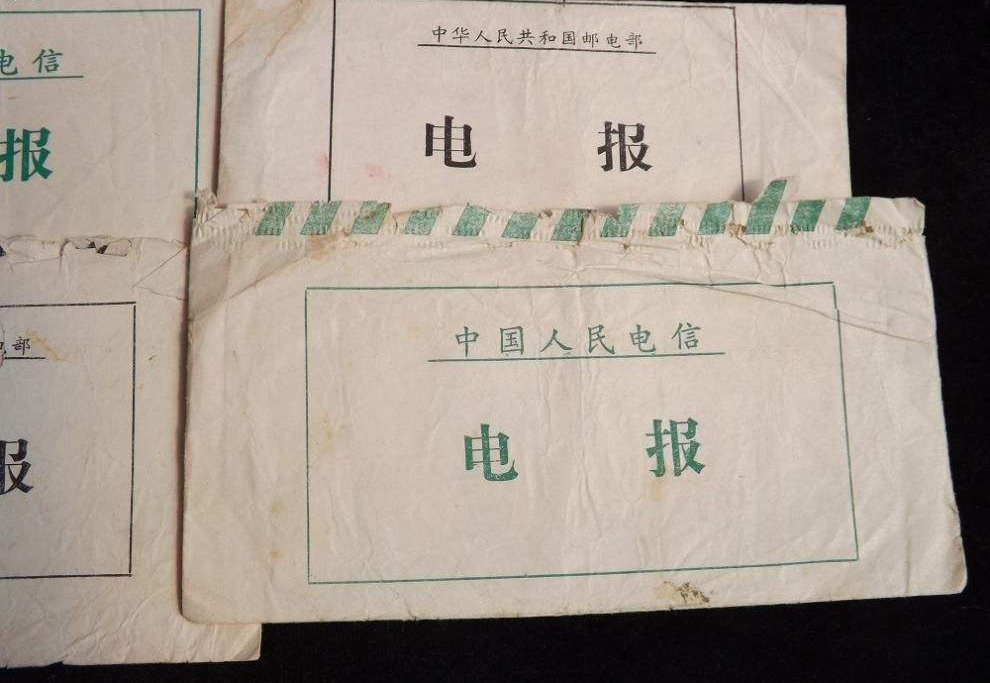 电信
报
中华人民共和国邮电部
电 报
部
报
中国人民电信
电 报